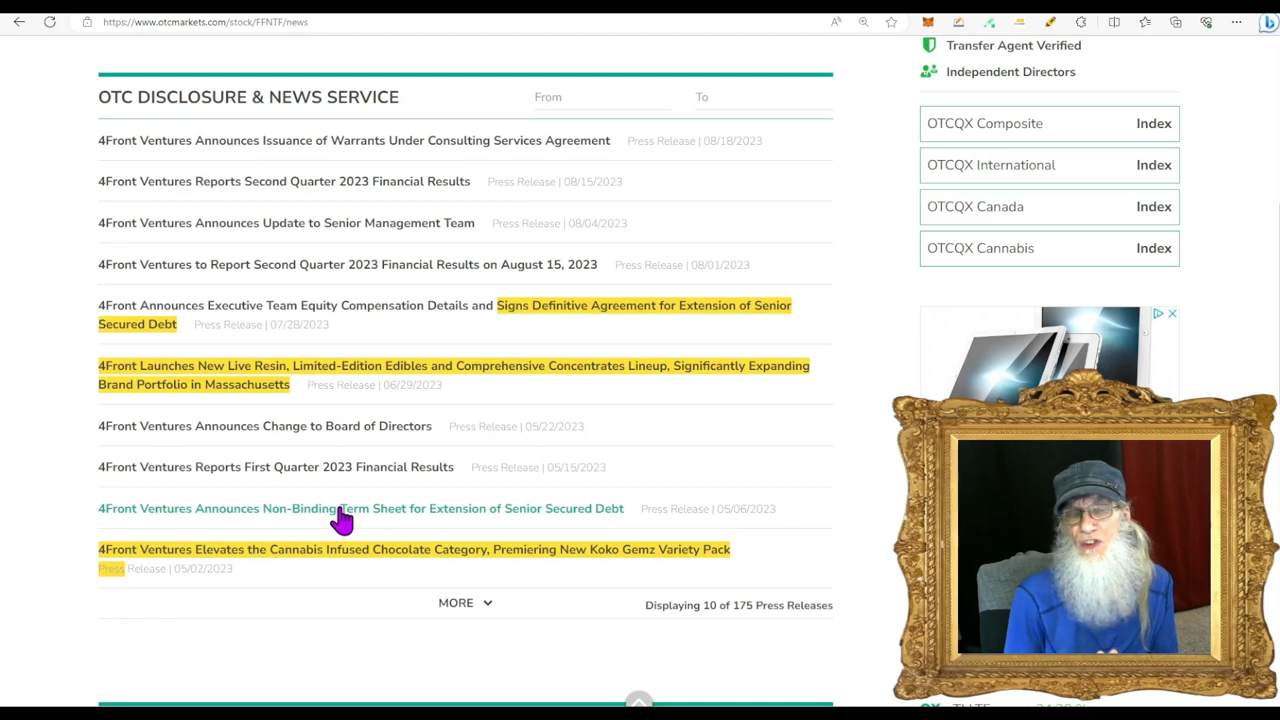 https://www.otcmarkets.com/stock/FFNTF/news
Transfer Agent Verified
Independent Directors
OTC DISCLOSURE & NEWS SERVICE
From
To
4Front Ventures Announces Issuance of Warrants Under Consulting Services Agreement Press Release | 08/18/2023
4Front Ventures Reports Second Quarter 2023 Financial Results Press Release | 08/15/2023
4Front Ventures Announces Update to Senior Management Team Press Release | 08/04/2023
4Front Ventures to Report Second Quarter 2023 Financial Results on August 15, 2023 Press Release | 08/01/2023
4Front Announces Executive Team Equity Compensation Details and Signs Definitive Agreement for Extension of Senior
Secured Debt Press Release | 07/28/2023
4Front Launches New Live Resin, Limited-Edition Edibles and Comprehensive Concentrates Lineup, Significantly Expanding
Brand Portfolio in Massachusetts Press Release | 06/29/2023
4Front Ventures Announces Change to Board of Directors Press Release | 05/22/2023
4Front Ventures Reports First Quarter 2023 Financial Results Press Release | 05/15/2023
4Front Ventures Announces Non-Binding Term Sheet for Extension of Senior Secured Debt Press Release | 05/06/2023
4Front Ventures Elevates the Cannabis Infused Chocolate Category, Premiering New Koko Gemz Variety Pack
Press Release | 05/02/2023
MORE
Displaying 10 of 175 Press Releases
OTCQX Composite Index
OTCQX International Index
OTCQX Canada Index
OTCQX Cannabis Index